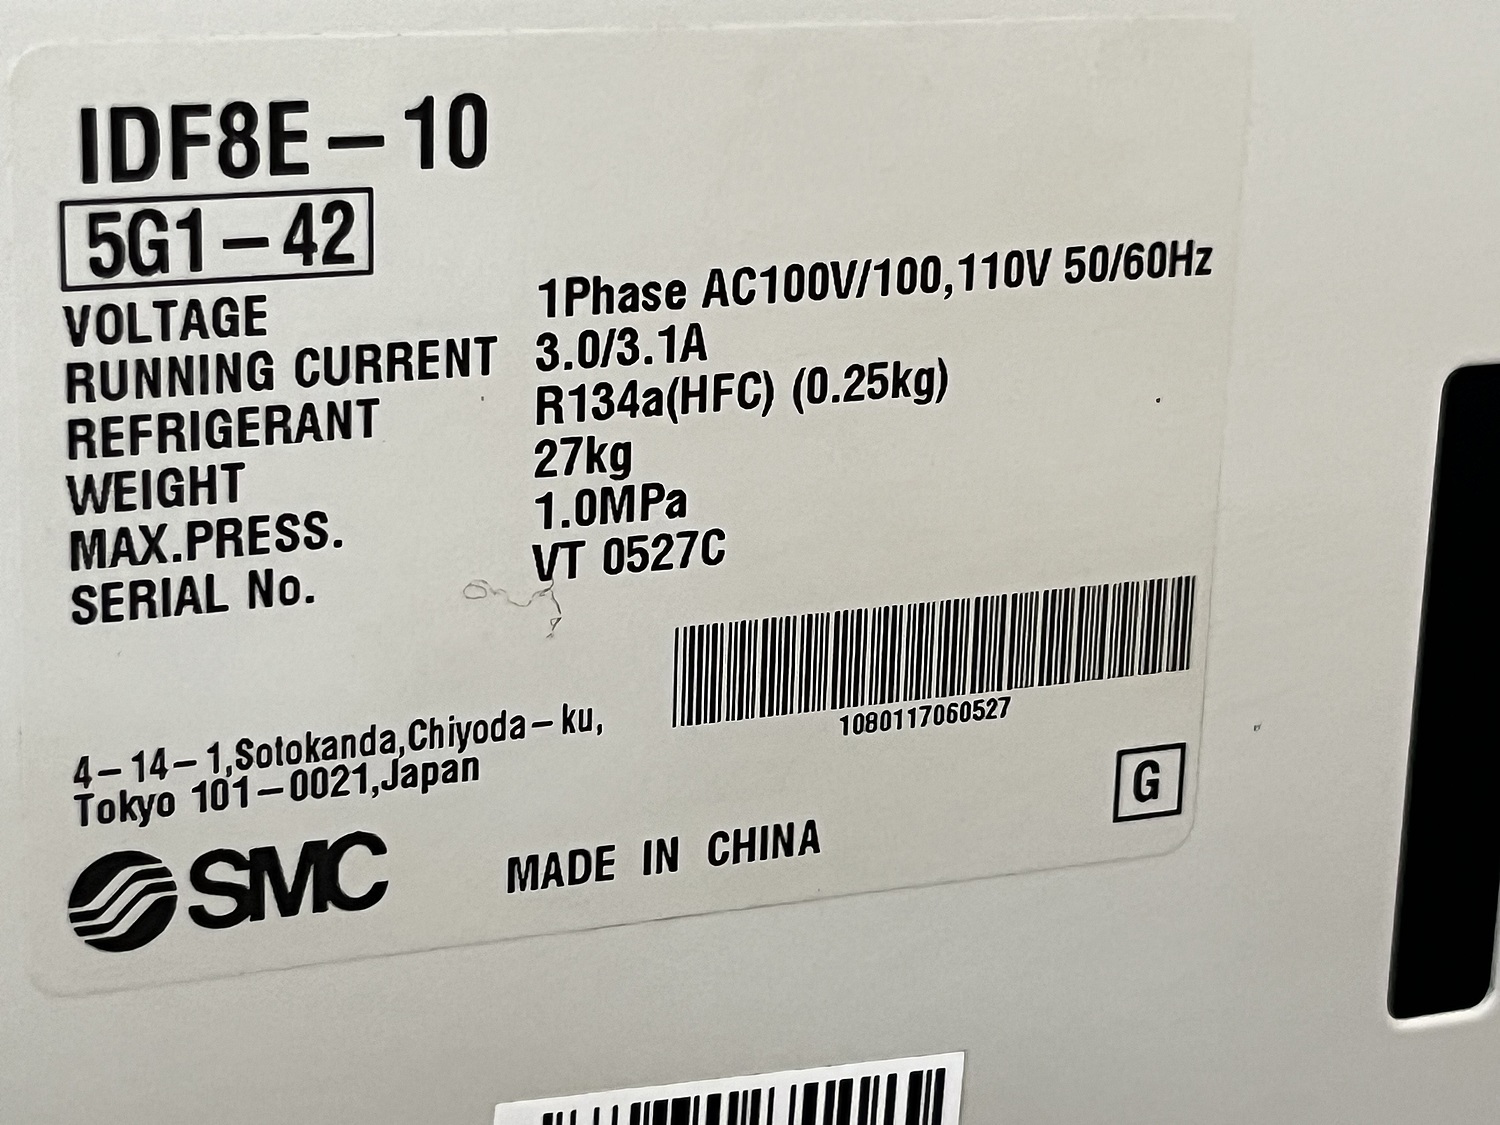 IDF8E-10
5G1-42
VOLTAGE 1Phase AC100V/100,110V 50/60Hz
RUNNING CURRENT 3.0/3.1A
REFRIGERANT R134a(HFC) (0.25kg)
WEIGHT 27kg
MAX.PRESS. 1.0MPa
SERIAL No. VT 0527C
1080117060527
4-14-1,Sotokanda,Chiyoda-ku,
Tokyo 101-0021,Japan
G
SMC MADE IN CHINA